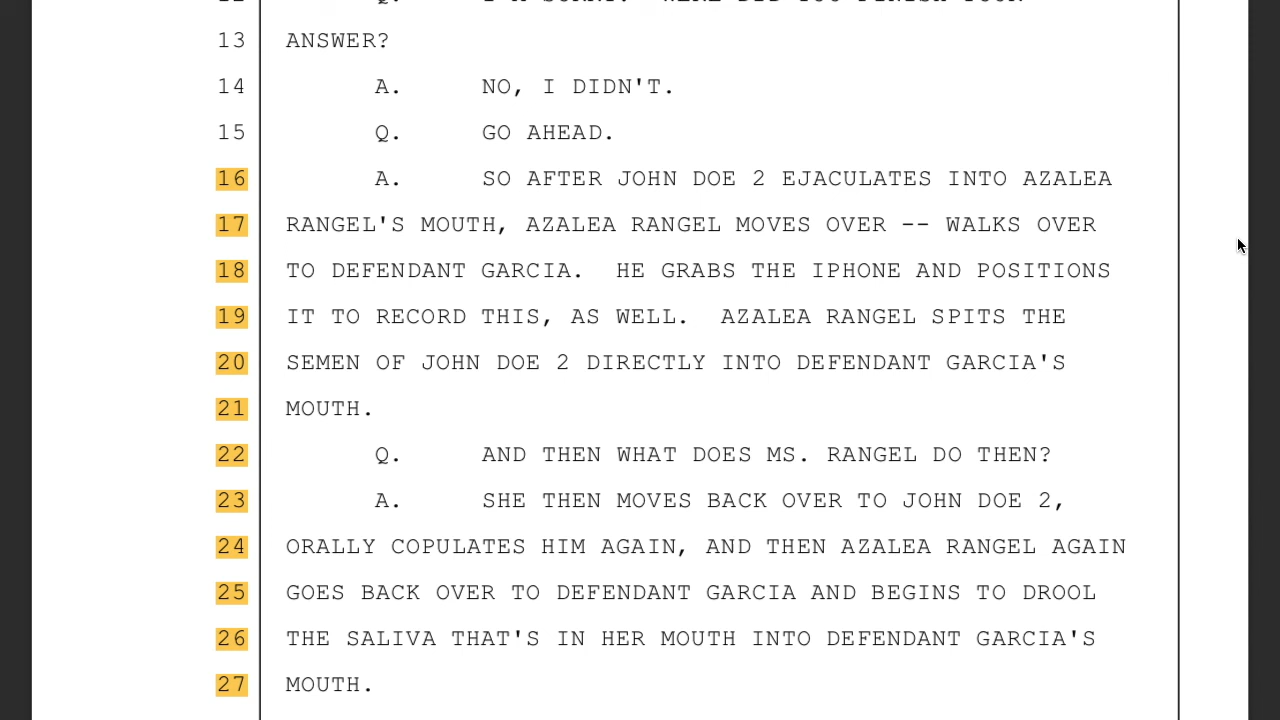 13 ANSWER?
14 A. NO, I DIDN'T.
15 Q. GO AHEAD.
16 A. SO AFTER JOHN DOE 2 EJACULATES INTO AZALEA
17 RANGEL'S MOUTH, AZALEA RANGEL MOVES OVER -- WALKS OVER
18 TO DEFENDANT GARCIA. HE GRABS THE IPHONE AND POSITIONS
19 IT TO RECORD THIS, AS WELL. AZALEA RANGEL SPITS THE
20 SEMEN OF JOHN DOE 2 DIRECTLY INTO DEFENDANT GARCIA'S
21 MOUTH.
22 Q. AND THEN WHAT DOES MS. RANGEL DO THEN?
23 A. SHE THEN MOVES BACK OVER TO JOHN DOE 2,
24 ORALLY COPULATES HIM AGAIN, AND THEN AZALEA RANGEL AGAIN
25 GOES BACK OVER TO DEFENDANT GARCIA AND BEGINS TO DROOL
26 THE SALIVA THAT'S IN HER MOUTH INTO DEFENDANT GARCIA'S
27 MOUTH.